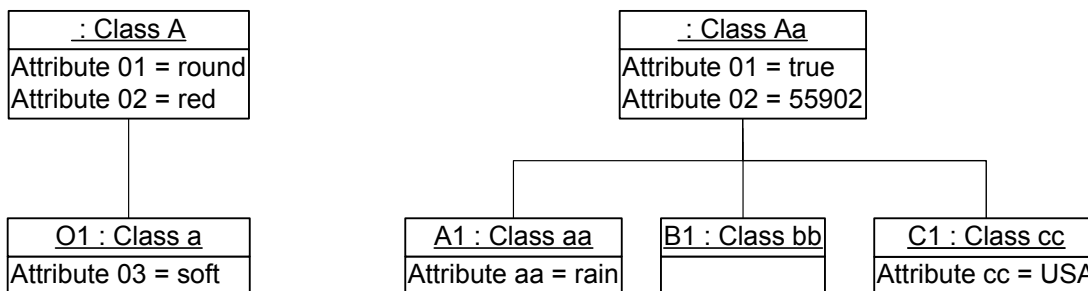 : Class A
Attribute 01 = round
Attribute 02 = red
: Class Aa
Attribute 01 = true
Attribute 02 = 55902
O1 : Class a
Attribute 03 = soft
A1 : Class aa
Attribute aa = rain
B1 : Class bb
C1 : Class cc
Attribute cc = USA